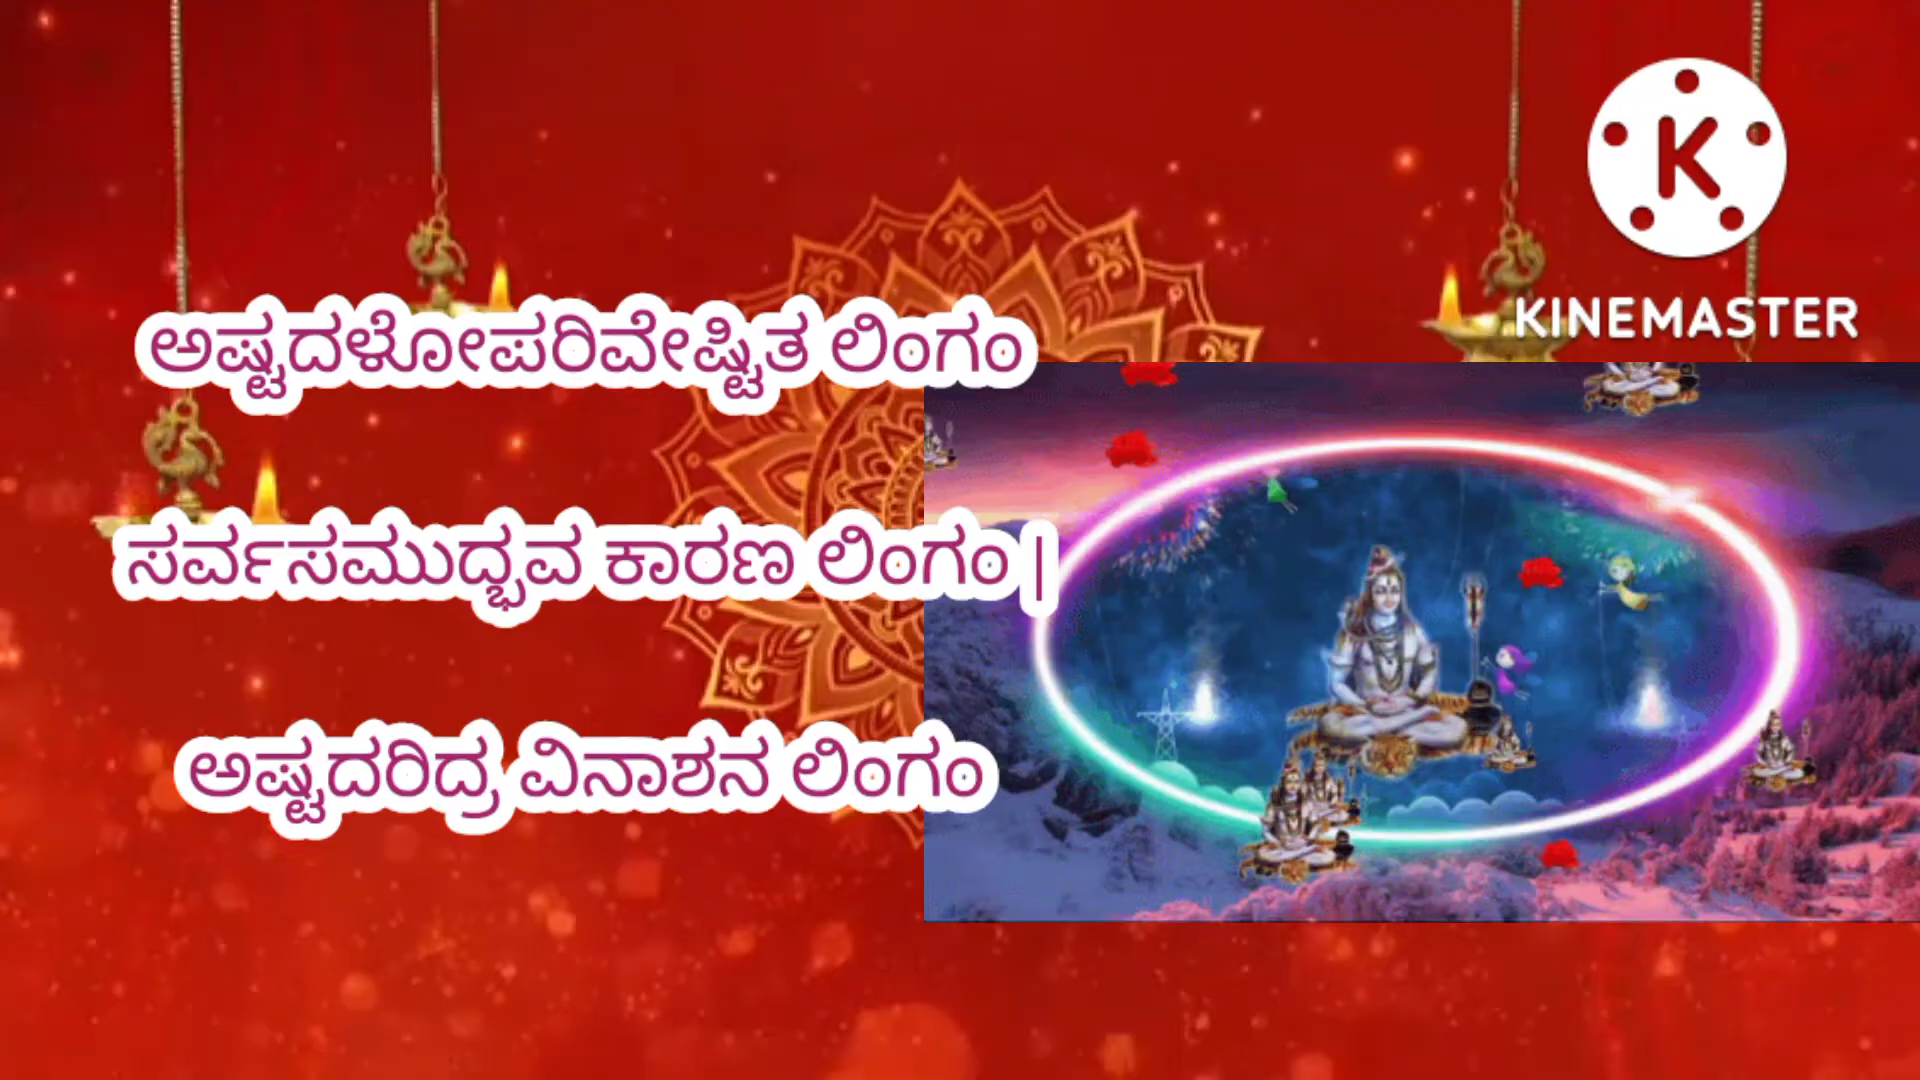 ಅಷ್ಟದಳೋಪರಿವೇಷ್ಟಿತ ಲಿಂಗಂ
ಸರ್ವಸಮುದ್ಭವ ಕಾರಣ ಲಿಂಗಂ |
ಅಷ್ಟದರಿದ್ರ ವಿನಾಶನ ಲಿಂಗಂ
K
KINEMASTER